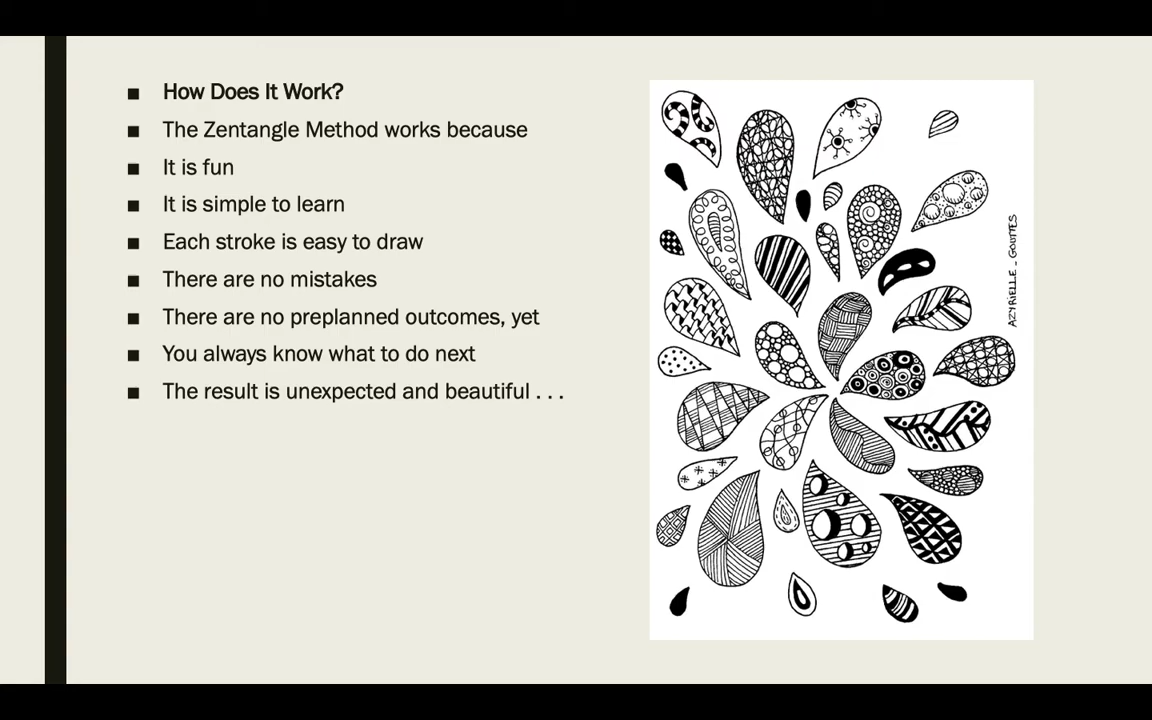 How Does It Work?
The Zentangle Method works because
It is fun
It is simple to learn
Each stroke is easy to draw
There are no mistakes
There are no preplanned outcomes, yet
You always know what to do next
The result is unexpected and beautiful . . .
AZYRIELLE _ GOUTTES